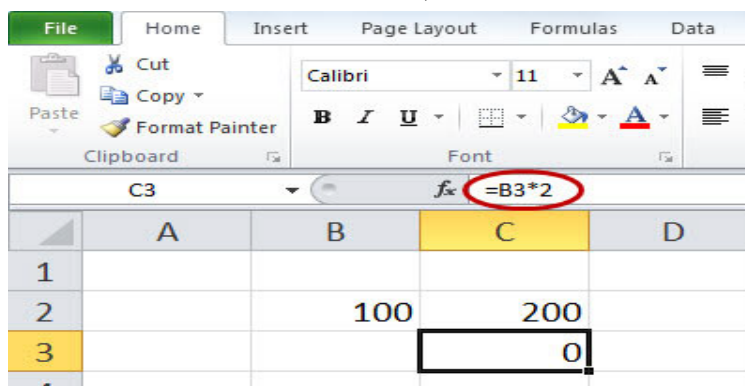 File Home Insert Page Layout Formulas Data
Cut
Copy
Format Painter
Paste
Calibri 11 A A
B I U A
Clipboard Font
C3 fx =B3*2
A B C D
1
2 100 200
3 0